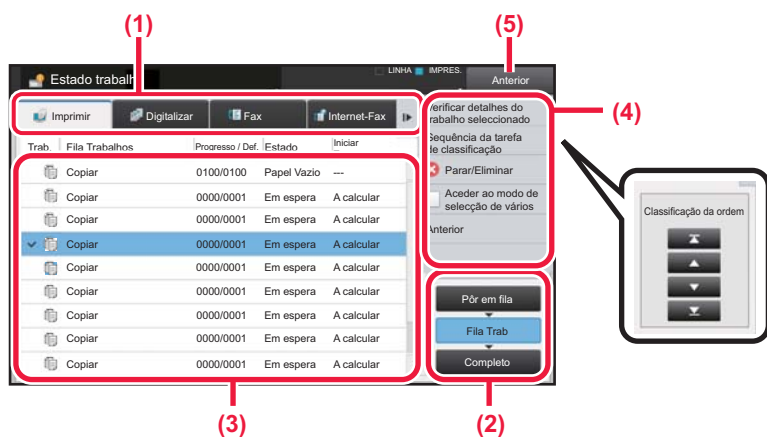 (1)
(5)
LINHA
IMPRES.
Estado trabalh
Anterior
Imprimir
Digitalizar
Fax
Internet-Fax
(4)
Verificar detalhes do
trabalho seleccionado
Sequência da tarefa
de classificação
Parar/Eliminar
Aceder ao modo de
selecção de vários
Anterior
Trab. Fila Trabalhos Progresso / Def. Estado Iniciar
Copiar 0100/0100 Papel Vazio ---
Copiar 0000/0001 Em espera A calcular
Copiar 0000/0001 Em espera A calcular
Copiar 0000/0001 Em espera A calcular
Copiar 0000/0001 Em espera A calcular
Copiar 0000/0001 Em espera A calcular
Copiar 0000/0001 Em espera A calcular
Copiar 0000/0001 Em espera A calcular
Copiar 0000/0001 Em espera A calcular
Classificação da ordem
Pôr em fila
Fila Trab
Completo
(3)
(2)